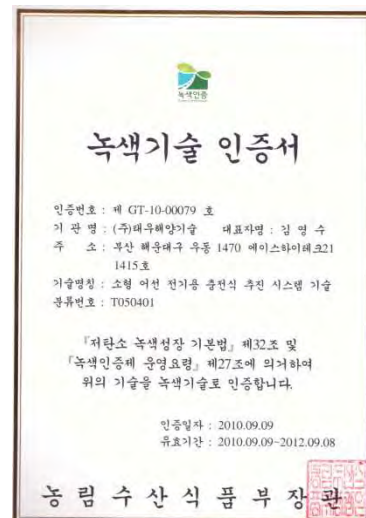 녹색인증
녹색기술 인증서
인증번호 : 제 GT-10-00079 호
기 관 명 : (주)태우해양기술 대표자명 : 김 영 수
주 소 : 부산 해운대구 우동 1470 에이스하이테크21
1415호
기술명칭 : 소형 어선 전기용 충전식 추진 시스템 기술
분류번호 : T050401
『저탄소 녹색성장 기본법』제32조 및
『녹색인증제 운영요령』제27조에 의거하여
위의 기술을 녹색기술로 인증합니다.
인증일자 : 2010.09.09
유효기간 : 2010.09.09~2012.09.08
농 림 수 산 식 품 부 장 관